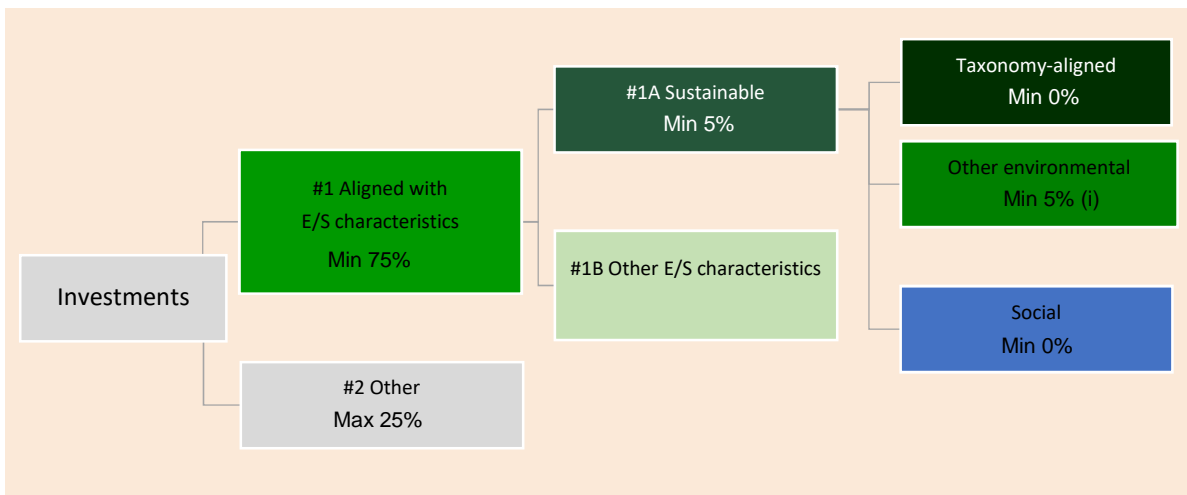 Investments
#1 Aligned with
E/S characteristics
Min 75%
#2 Other
Max 25%
#1A Sustainable
Min 5%
#1B Other E/S characteristics
Taxonomy-aligned
Min 0%
Other environmental
Min 5% (i)
Social
Min 0%